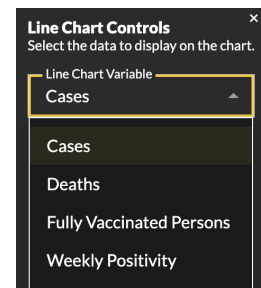 ×
Line Chart Controls
Select the data to display on the chart.
Line Chart Variable
Cases
Cases
Deaths
Fully Vaccinated Persons
Weekly Positivity